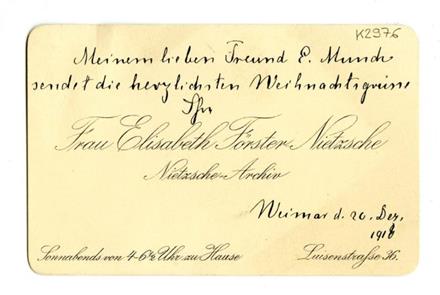 K2976
Meinem lieben Freund E. Munch
sendet die herzlichsten Weihnachtsgrüsse
Ihr
Frau Elisabeth Förster-Nietzsche
Nietzsche-Archiv
Weimar d. 20. Dez.
1918
Sonnabends von 4-6½ Uhr zu Hause
Luisenstraße 36.